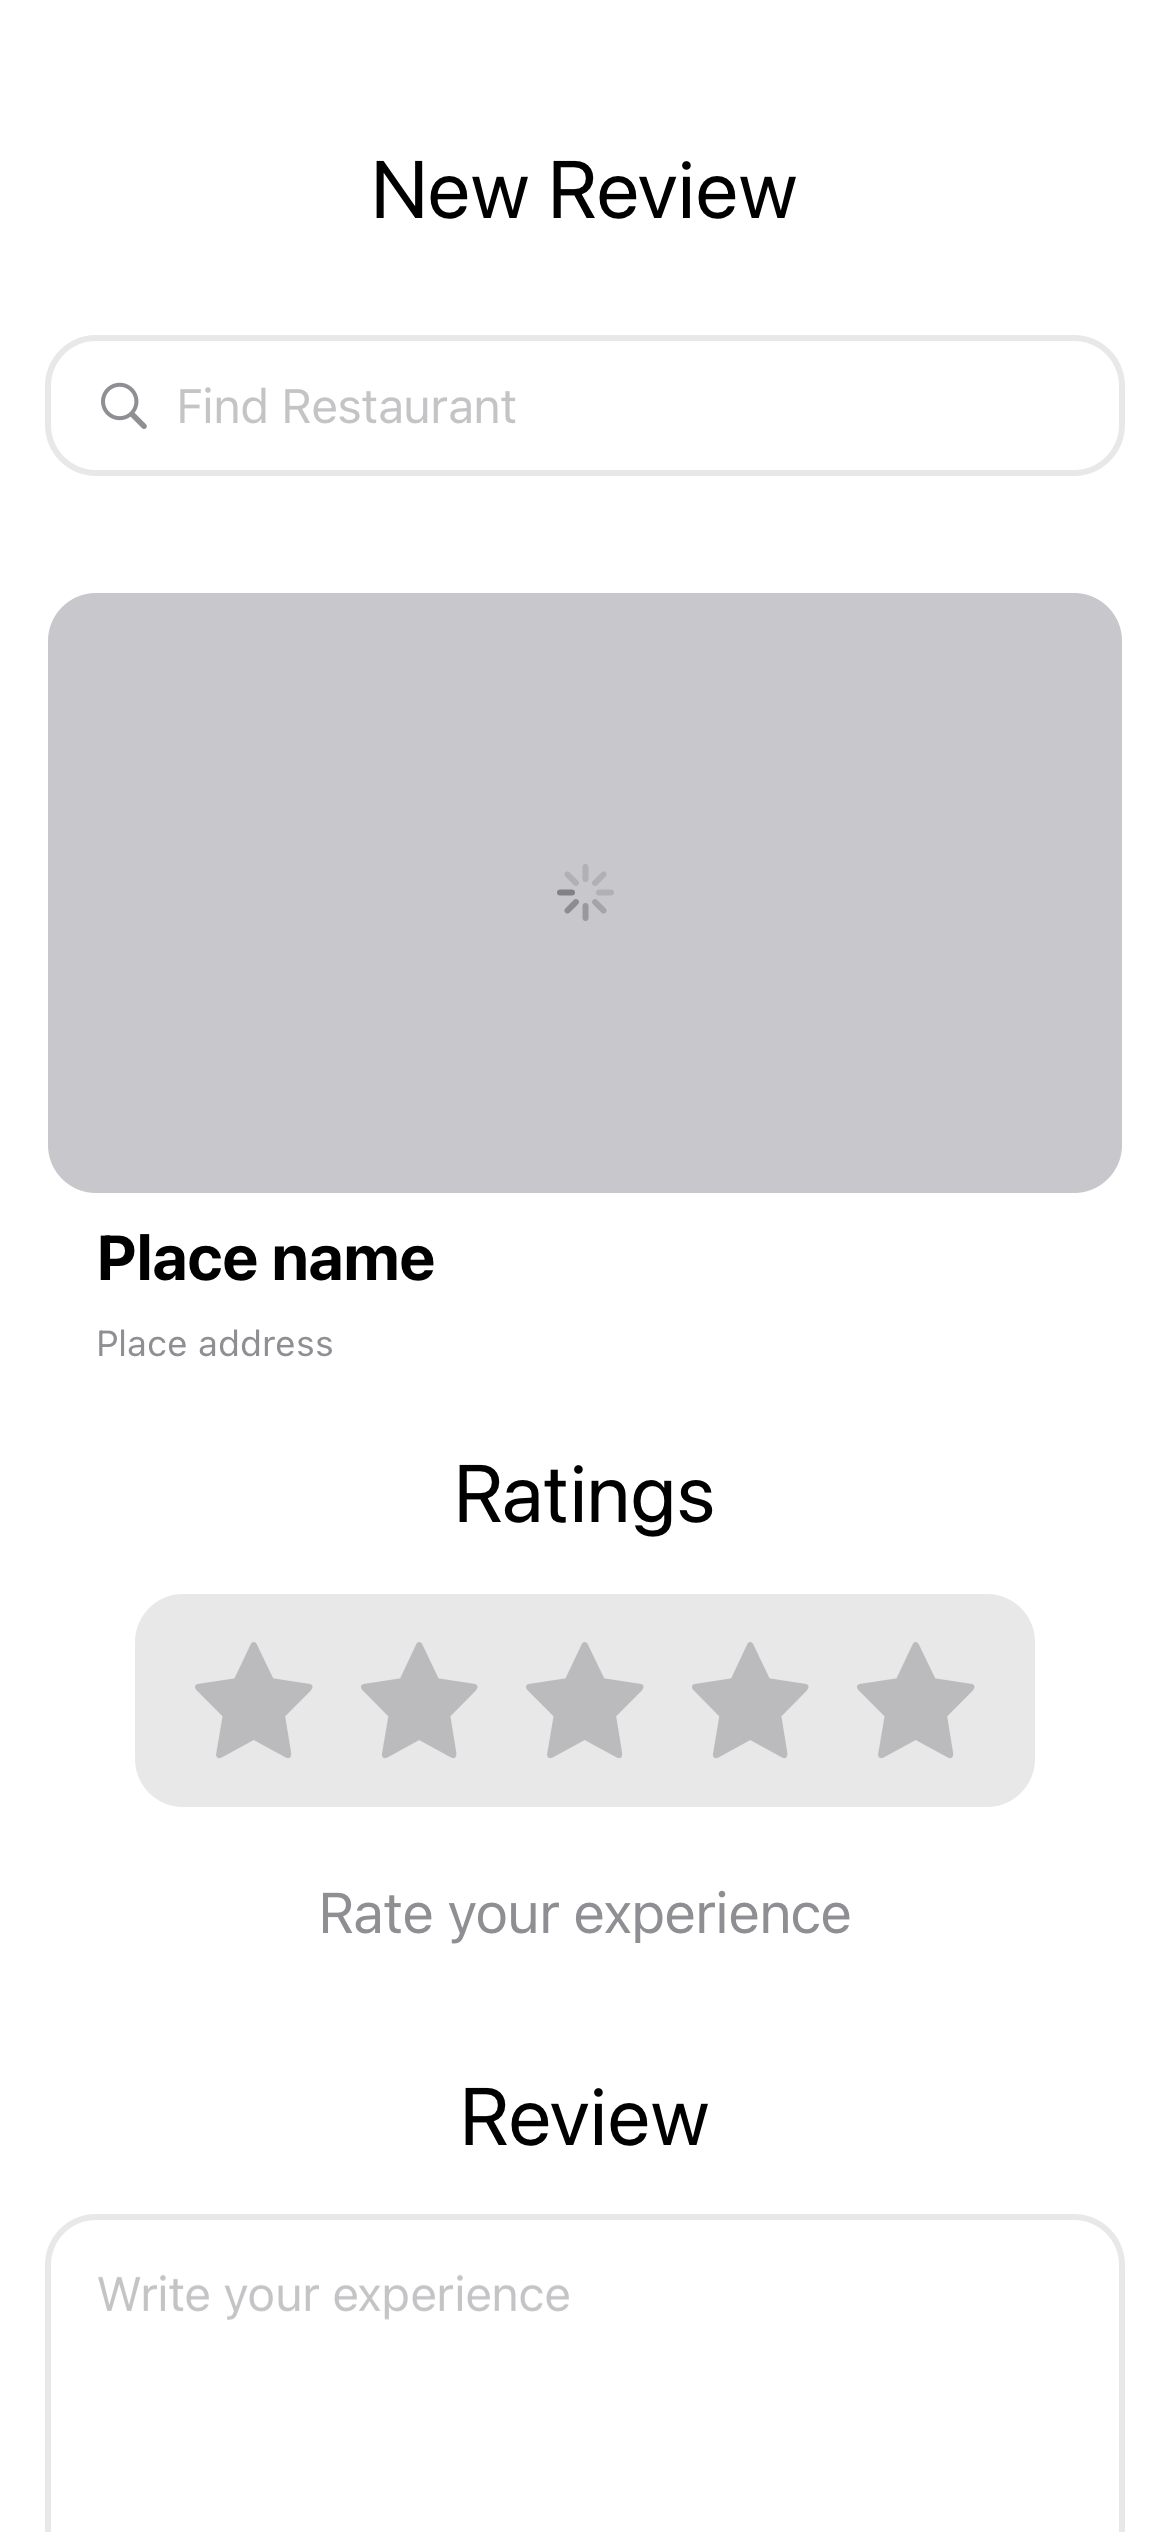 New Review
Find Restaurant
Place name
Place address
Ratings
Rate your experience
Review
Write your experience